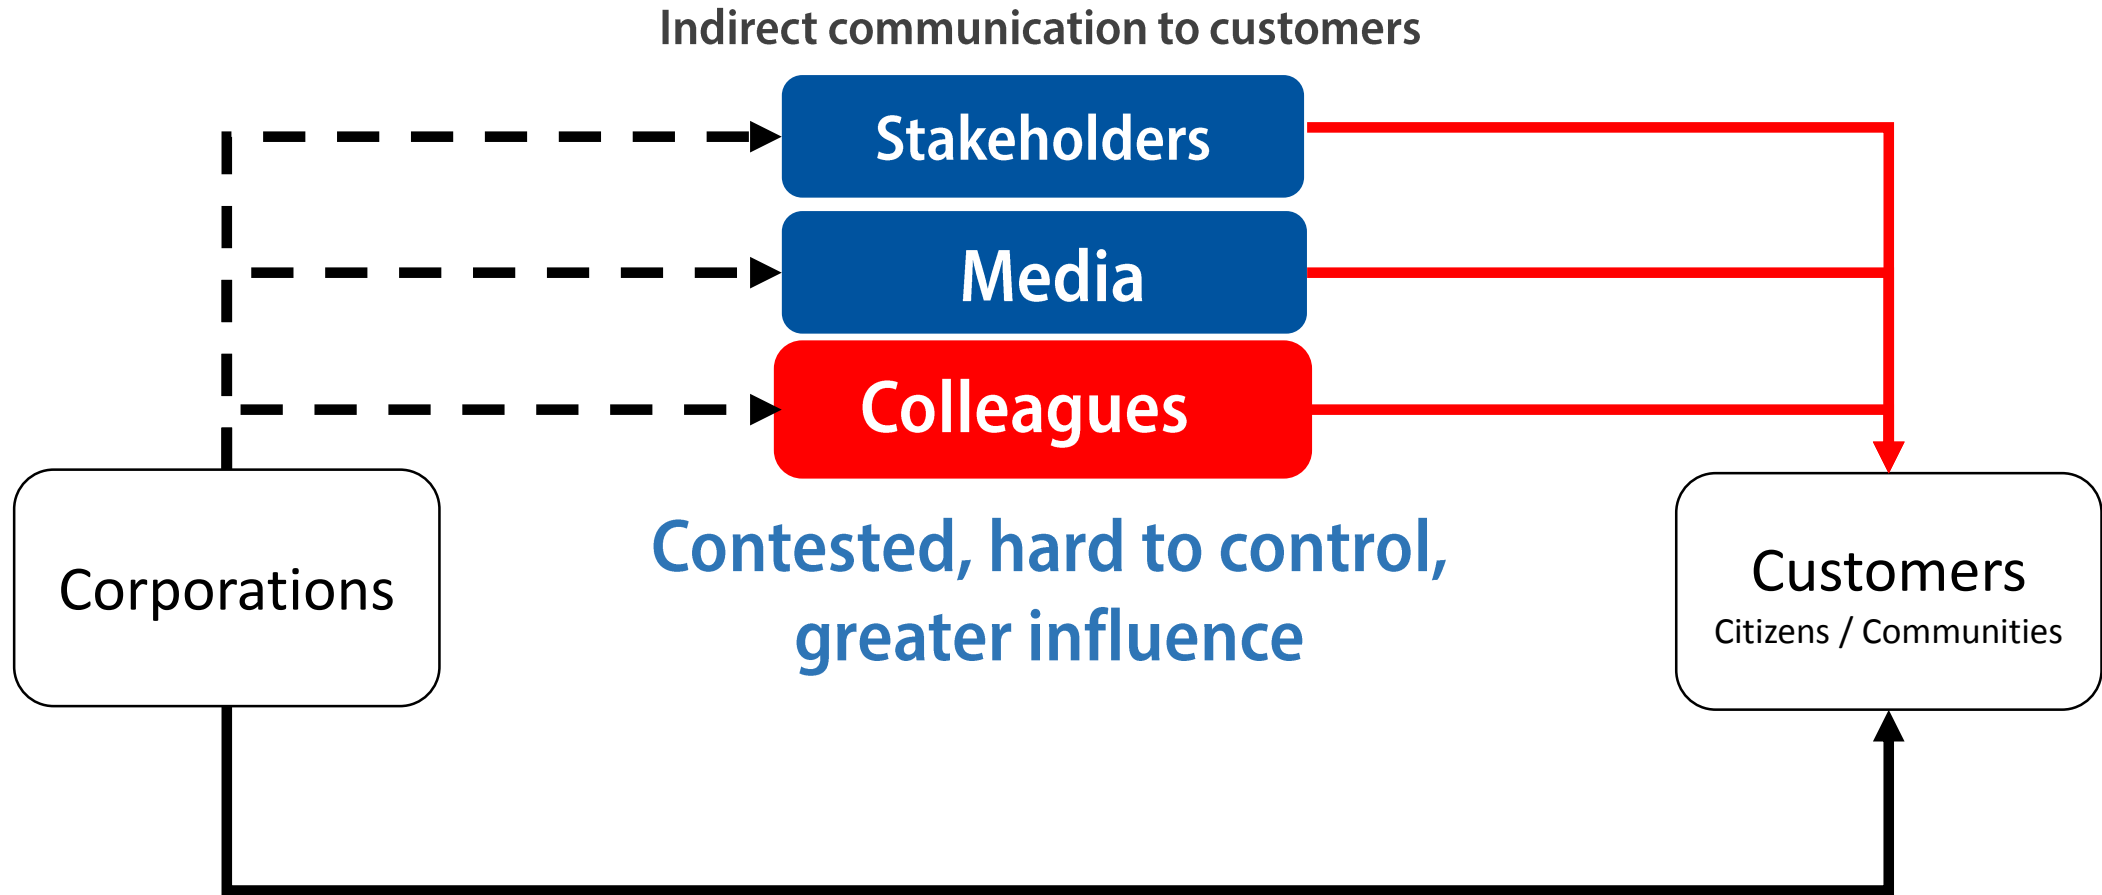 Indirect communication to customers
Stakeholders
Media
Colleagues
Contested, hard to control,
greater influence
Corporations
Customers
Citizens / Communities